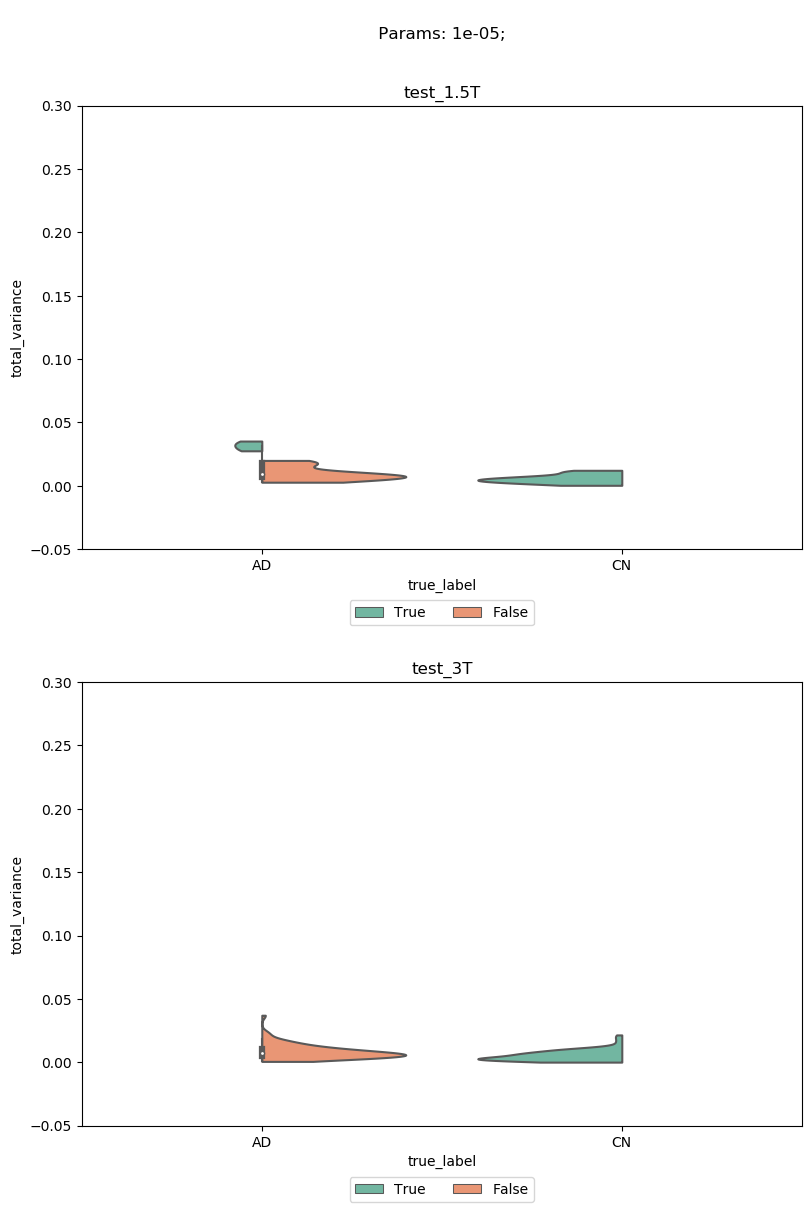 Params: 1e-05;
test_1.5T
0.30
0.25
0.20
0.15
0.10
0.05
0.00
−0.05
total_variance
AD CN
true_label
True False
test_3T
0.30
0.25
0.20
0.15
0.10
0.05
0.00
−0.05
total_variance
AD CN
true_label
True False